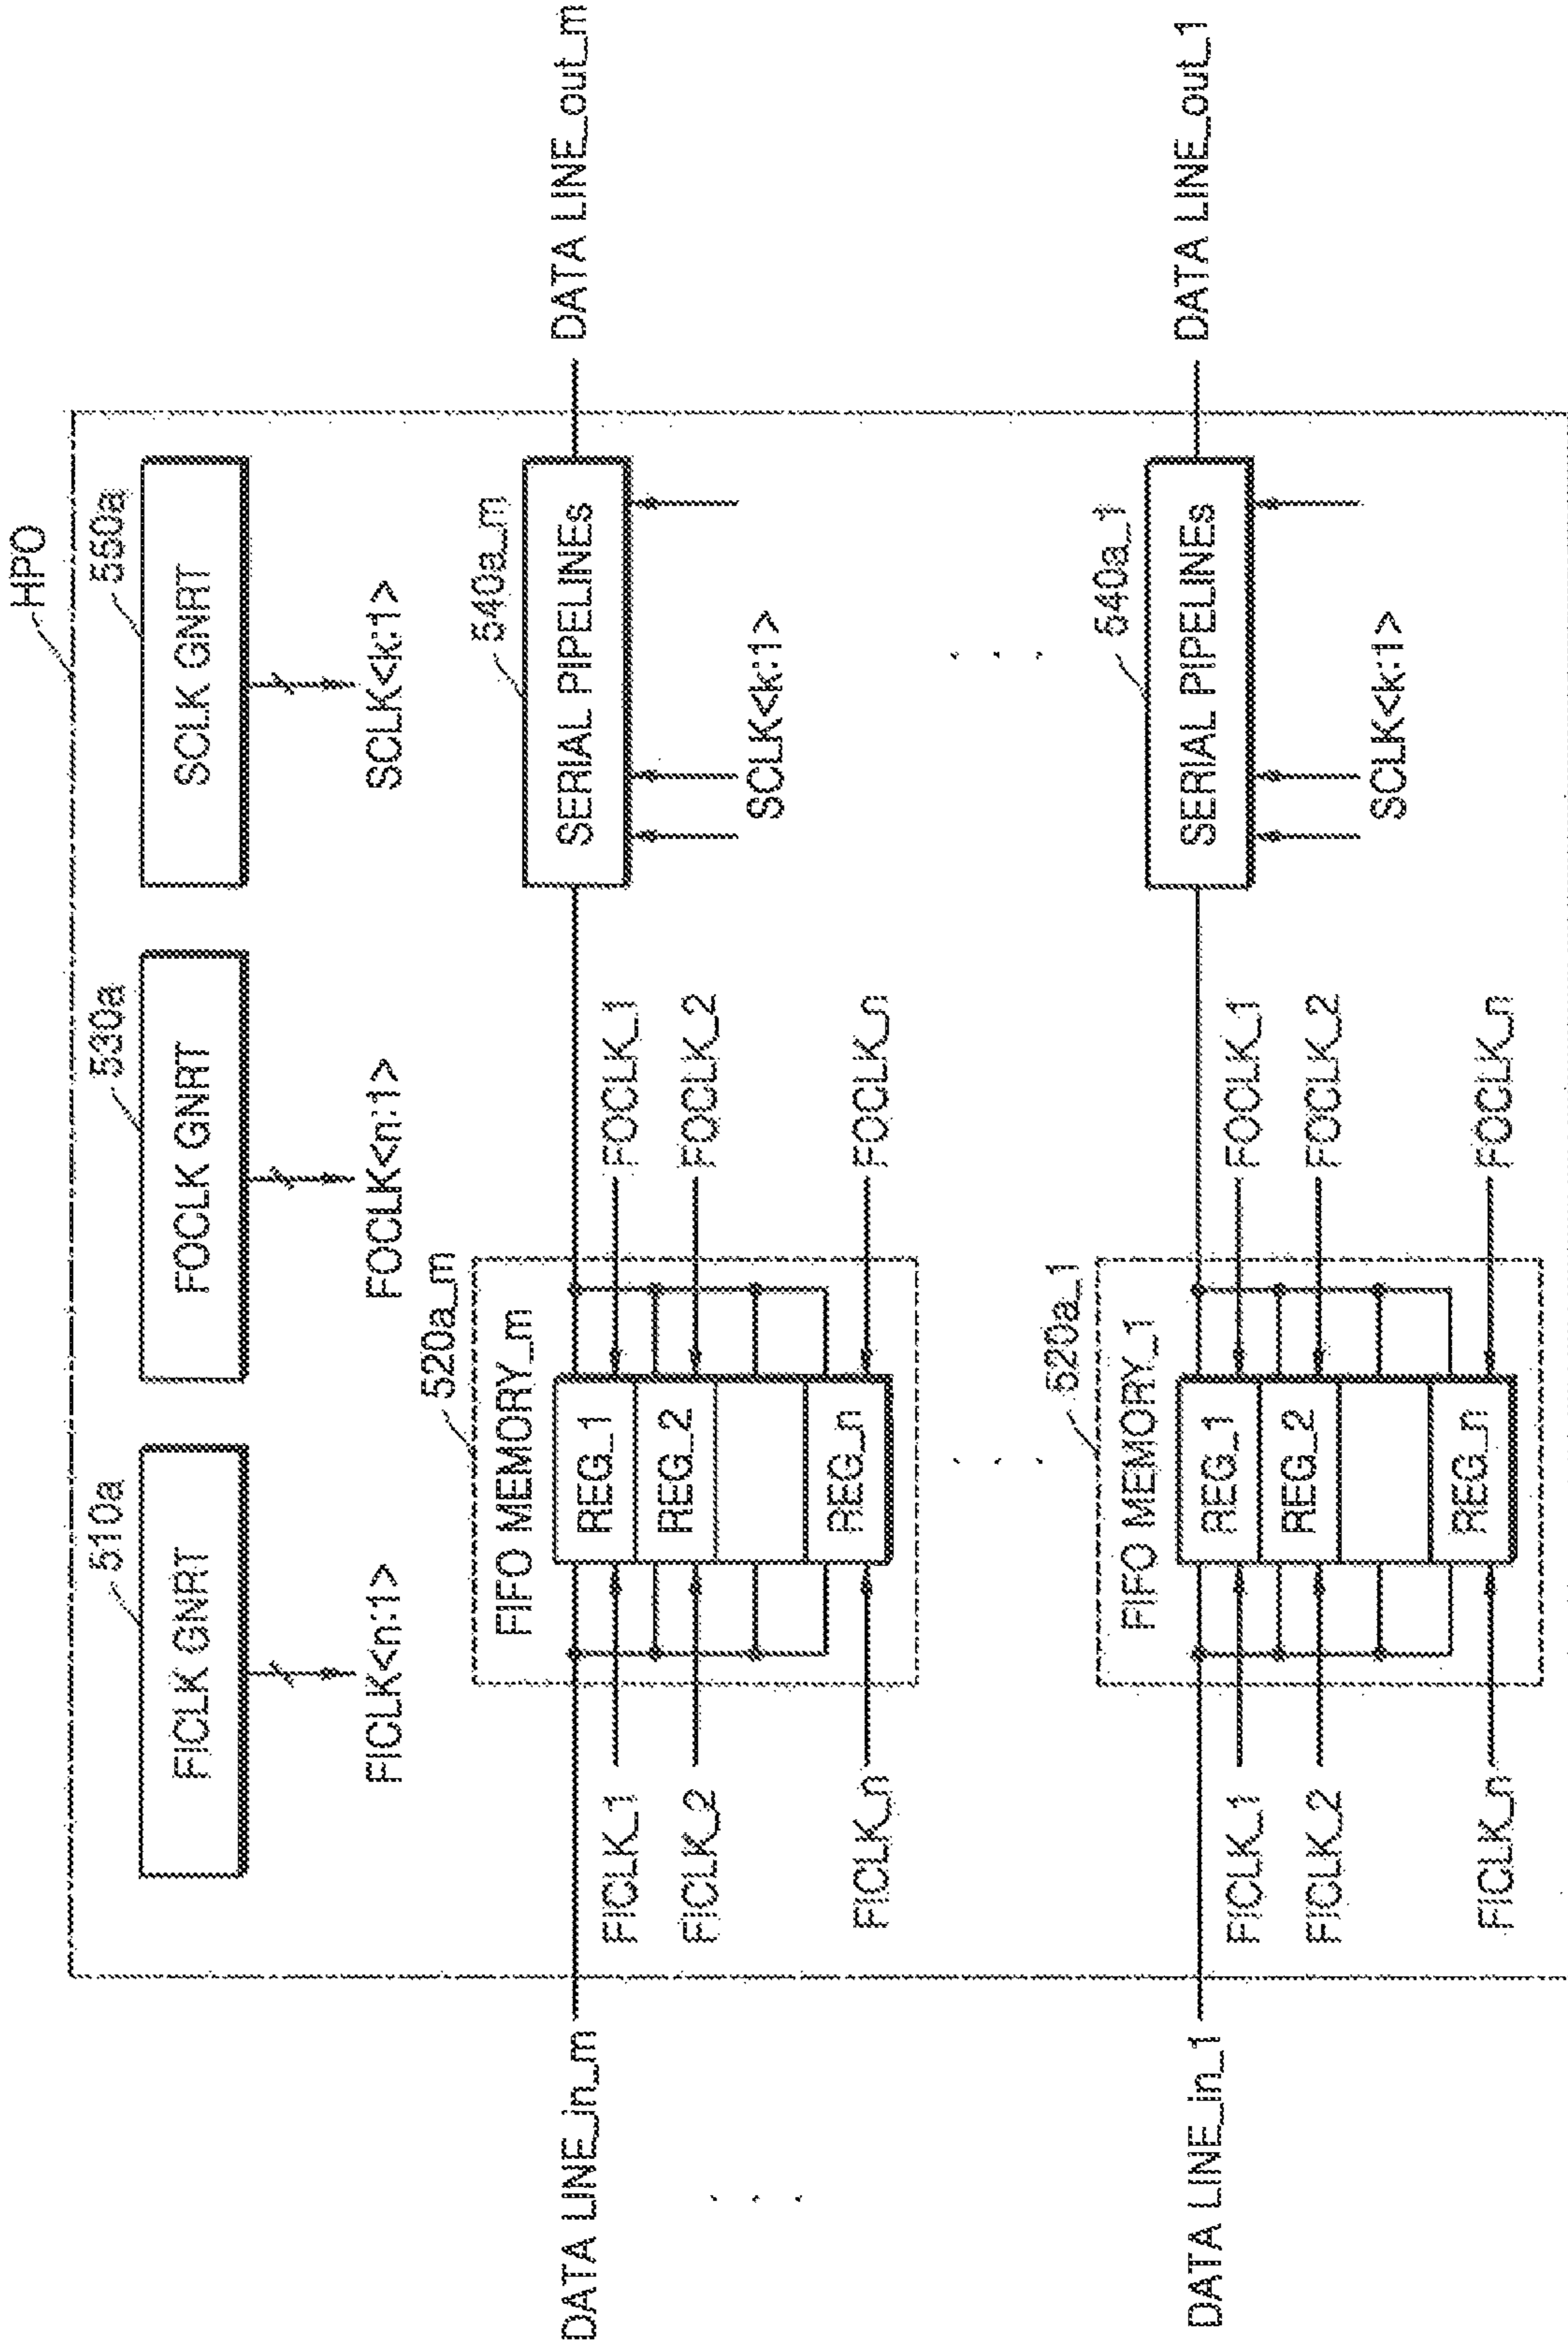 HPO
510a
530a
550a
FICLK GNRT
FOCLK GNRT
SCLK GNRT
FICLK<n:1>
FOCLK<n:1>
SCLK<k:1>
520a_m
540a_m
FIFO MEMORY_m
DATA LINE_in_m
REG_1
SERIAL PIPELINEs
DATA LINE_out_m
FICLK_1
FOCLK_1
FICLK_2
REG_2
FOCLK_2
SCLK<k:1>
FICLK_n
REG_n
FOCLK_n
. . .
. . .
. . .
520a_1
540a_1
FIFO MEMORY_1
DATA LINE_in_1
REG_1
SERIAL PIPELINEs
DATA LINE_out_1
FICLK_1
FOCLK_1
FICLK_2
REG_2
FOCLK_2
SCLK<k:1>
FICLK_n
REG_n
FOCLK_n